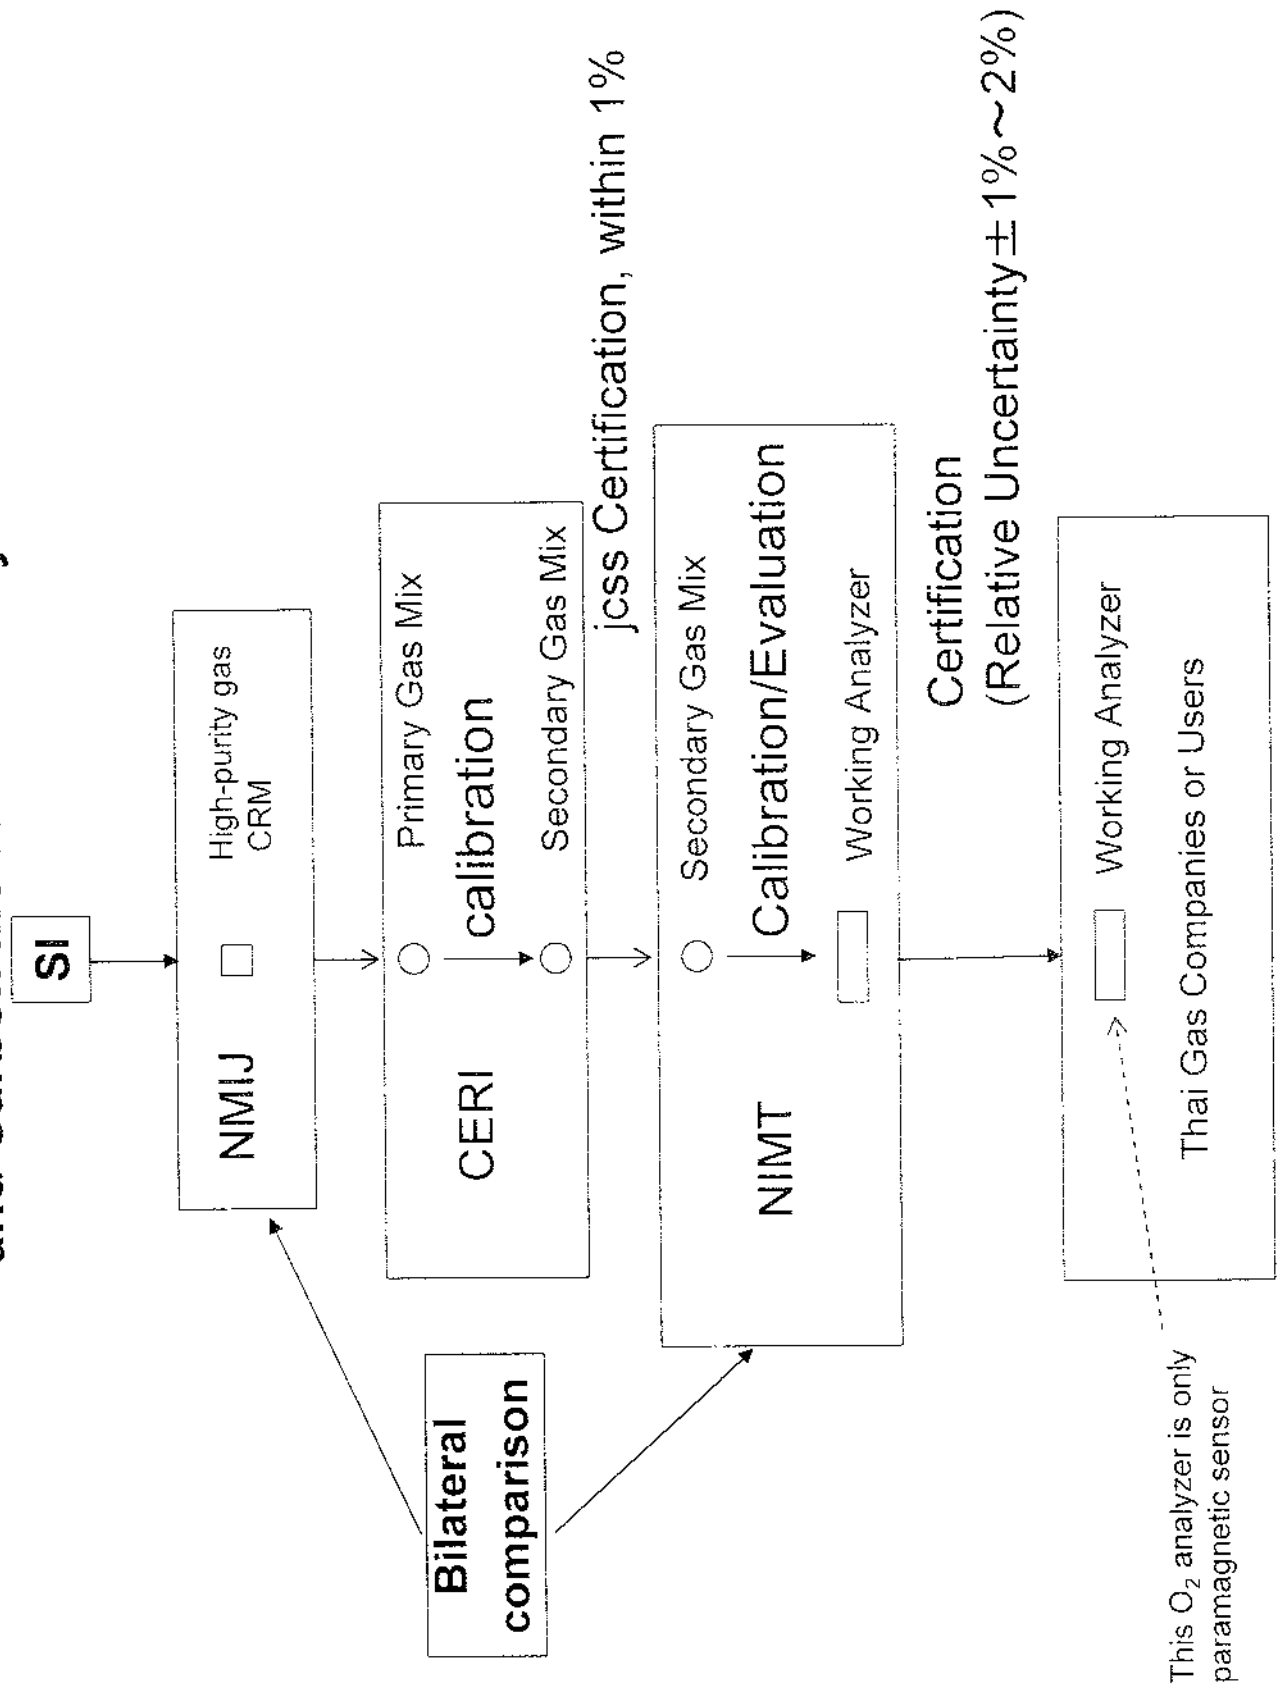 SI
NMIJ
High-purity gas
CRM
CERI
Primary Gas Mix
calibration
Secondary Gas Mix
jcss Certification, within 1%
Bilateral
comparison
NIMT
Secondary Gas Mix
Calibration/Evaluation
Working Analyzer
Certification
(Relative Uncertainty±1%～2%)
Working Analyzer
Thai Gas Companies or Users
This O₂ analyzer is only
paramagnetic sensor